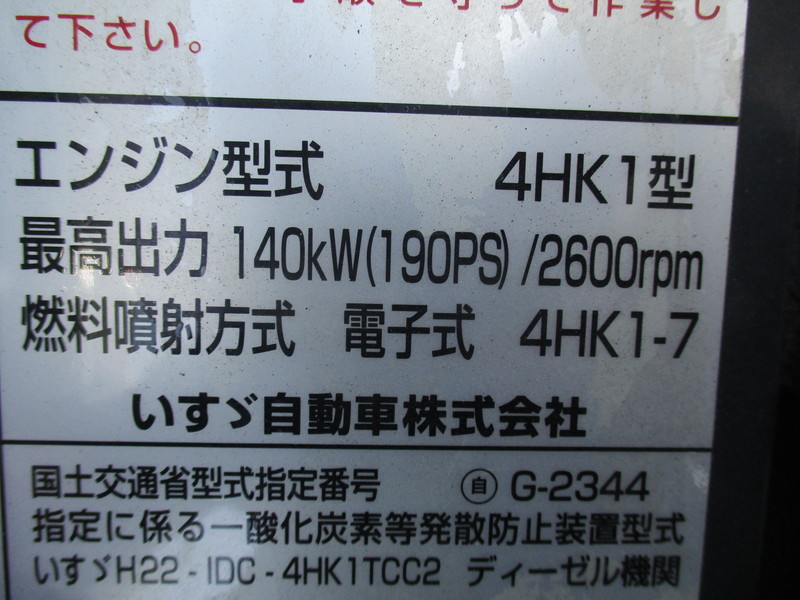 て下さい。
エンジン型式 4HK1型
最高出力 140kW(190PS)/2600rpm
燃料噴射方式 電子式 4HK1-7
いすゞ自動車株式会社
国土交通省型式指定番号 ㊂ G-2344
指定に係る一酸化炭素等発散防止装置型式
いすゞH22-IDC-4HK1TCC2 ディーゼル機関